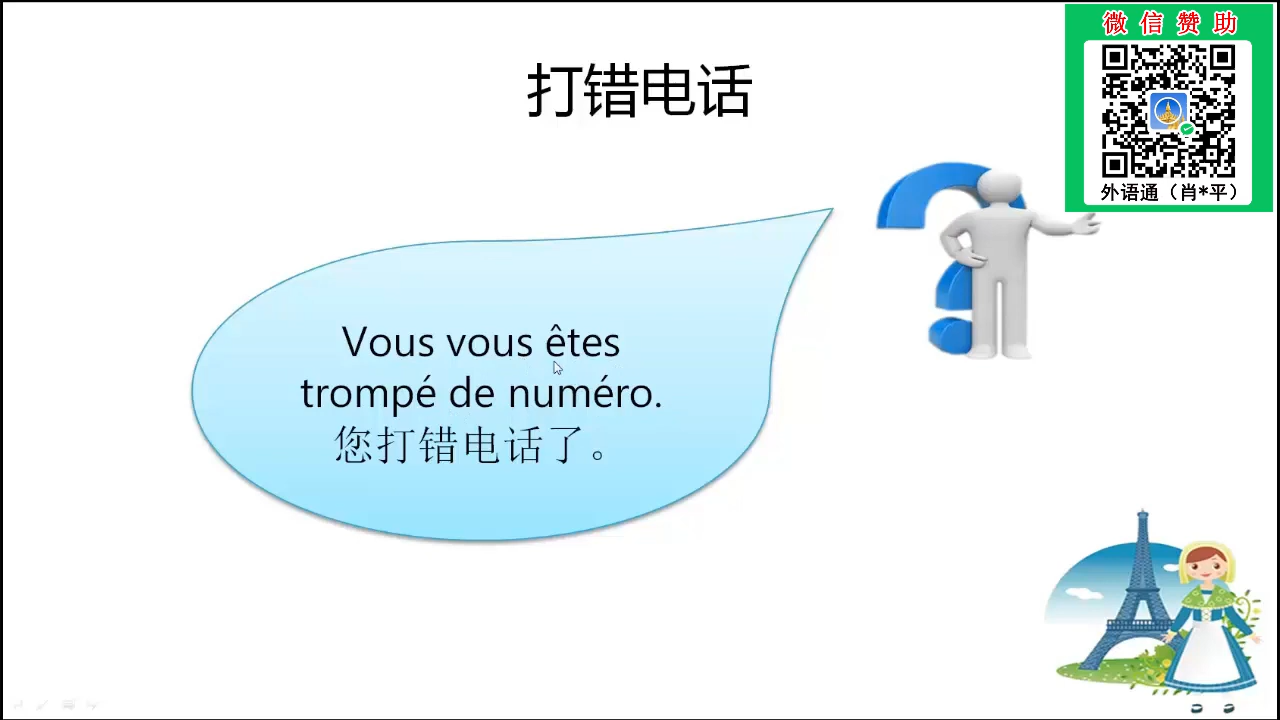 微信赞助
打错电话
外语通（肖*平）
Vous vous êtes
trompé de numéro.
您打错电话了。